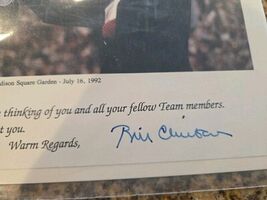 dison Square Garden - July 16, 1992
thinking of you and all your fellow Team members.
t you.
Warm Regards,
Bill Clinton